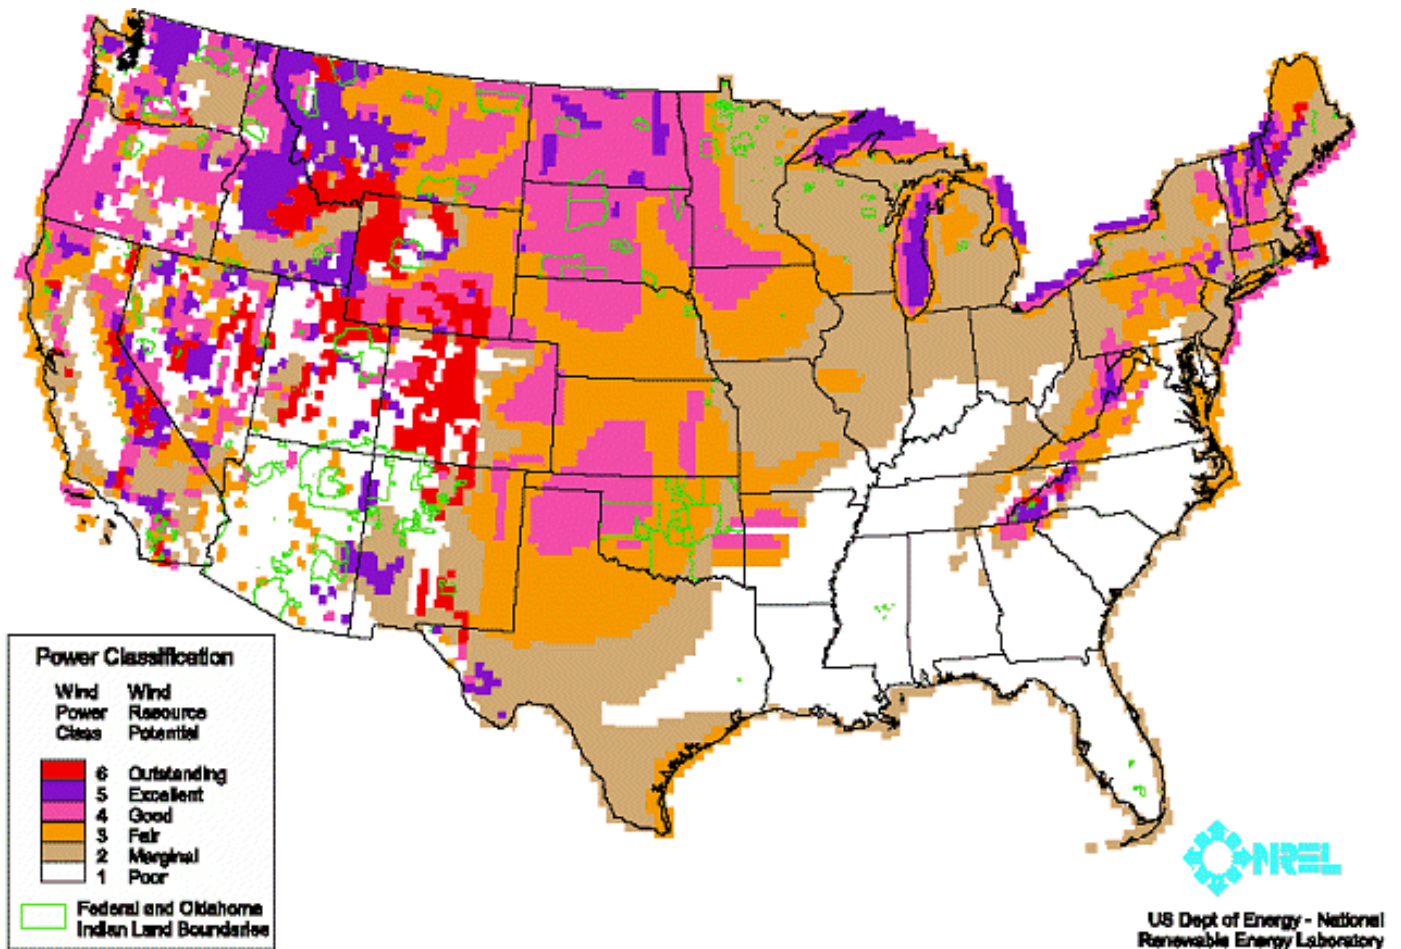 Power Classification
Wind Wind
Power Resource
Class Potential
6 Outstanding
5 Excellent
4 Good
3 Fair
2 Marginal
1 Poor
Federal and Oklahoma
Indian Land Boundaries
NREL
US Dept of Energy - National
Renewable Energy Laboratory